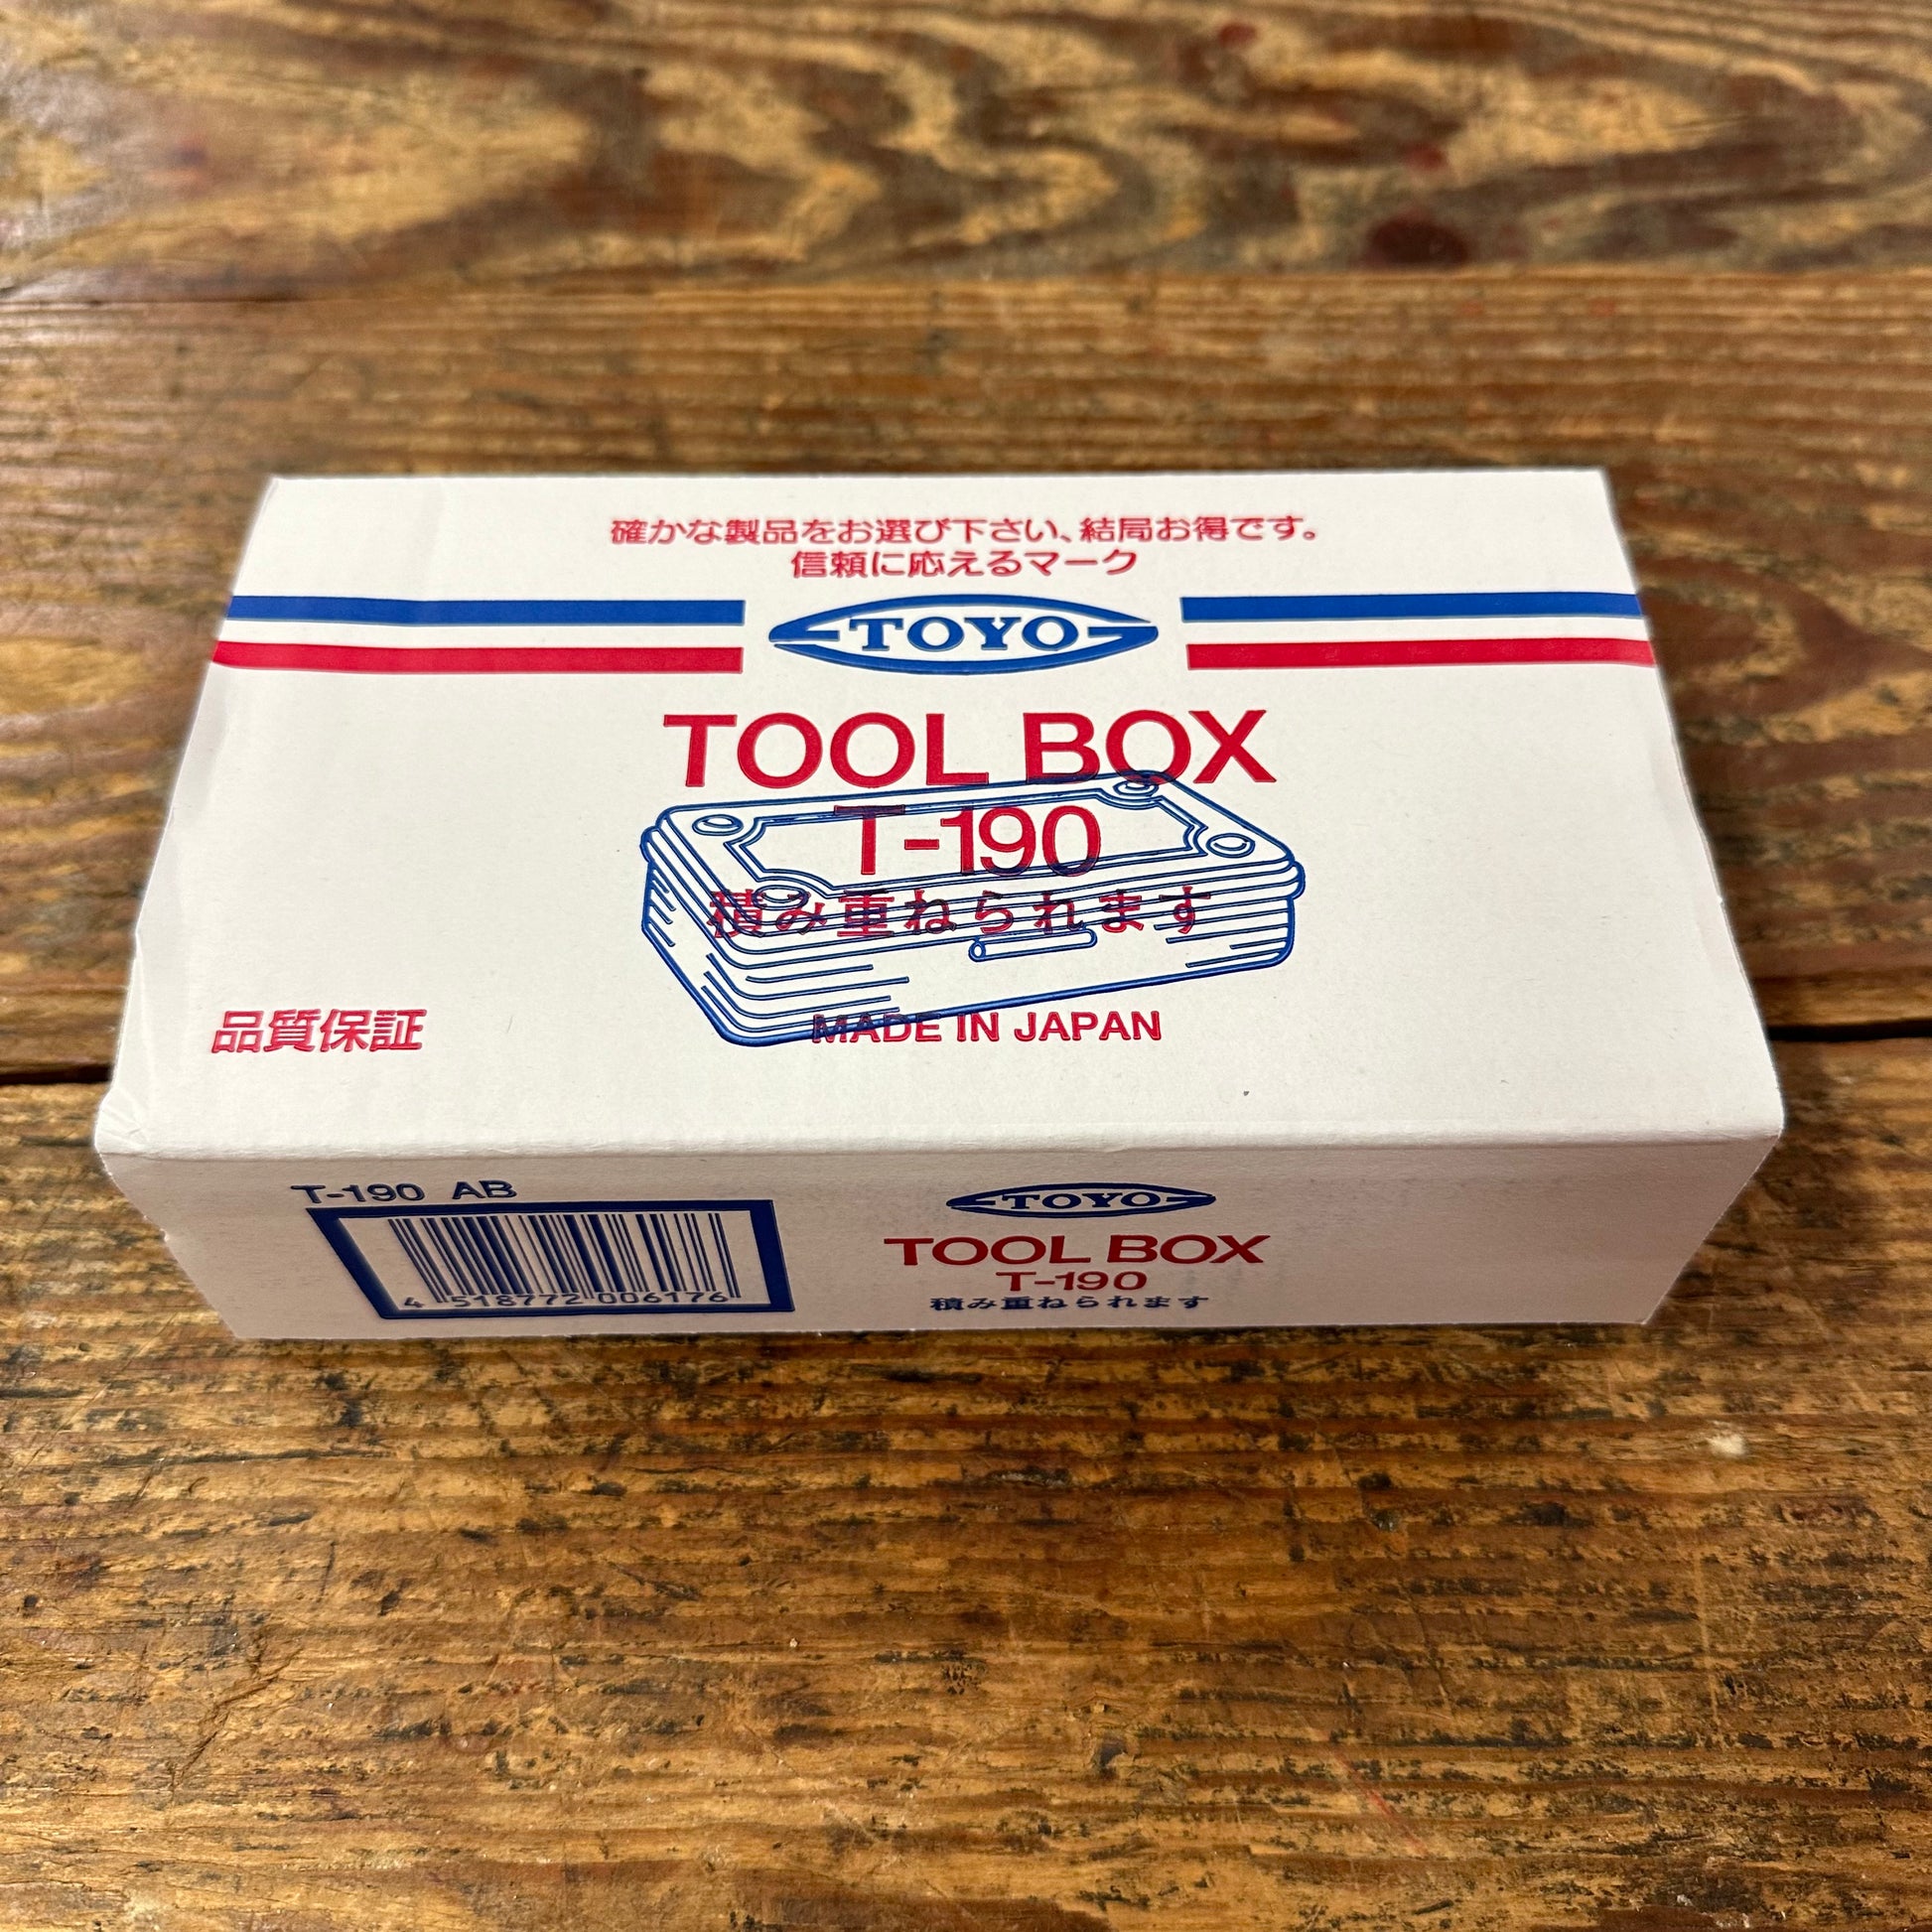 確かな製品をお選び下さい、結局お得です。
信頼に応えるマーク
TOYO
TOOL BOX
T-190
積み重ねられます
品質保証
MADE IN JAPAN
T-190 AB
4 518772 006176
TOYO
TOOL BOX
T-190
積み重ねられます